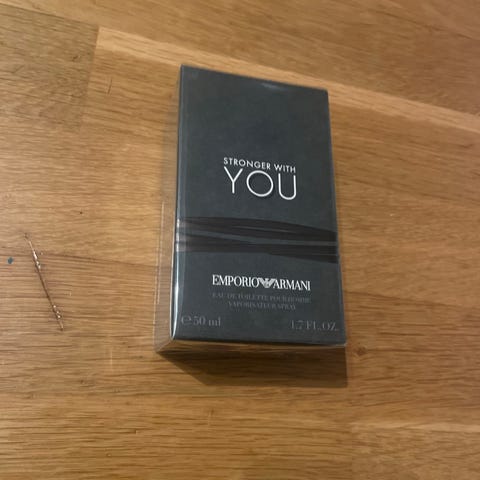 STRONGER WITH
YOU
EMPORIO ARMANI
EAU DE TOILETTE POUR HOMME
VAPORISATEUR SPRAY
℮50 ml 1.7 FL.OZ.